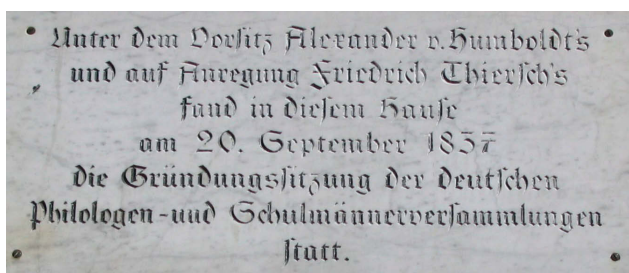 Unter dem Vorsitz Alexander v. Humboldt's
und auf Anregung Friedrich Thiersch's
fand in diesem Hause
am 20. September 1837
die Gründungssitzung der deutschen
Philologen-und Schulmännerversammlungen
statt.